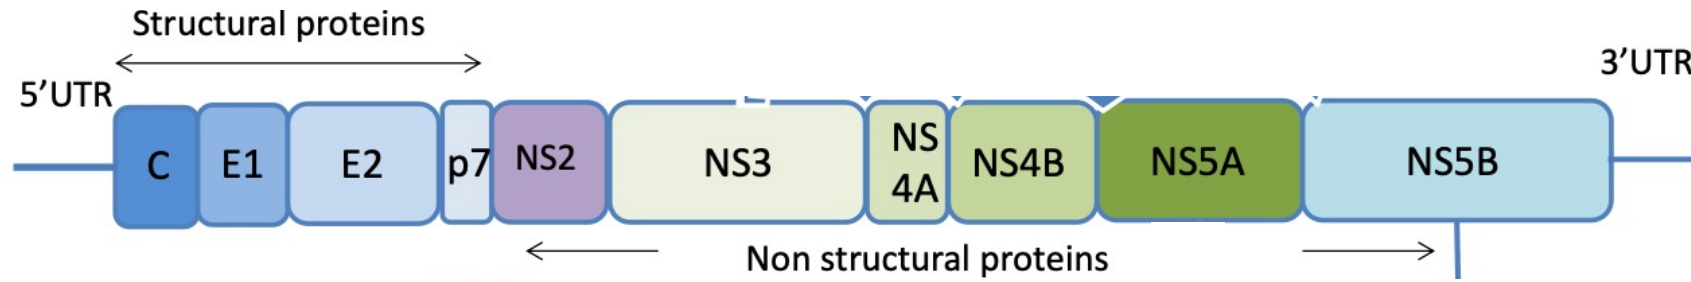 Structural proteins
5'UTR
3'UTR
C
E1
E2
p7
NS2
NS3
NS
4A
NS4B
NS5A
NS5B
Non structural proteins